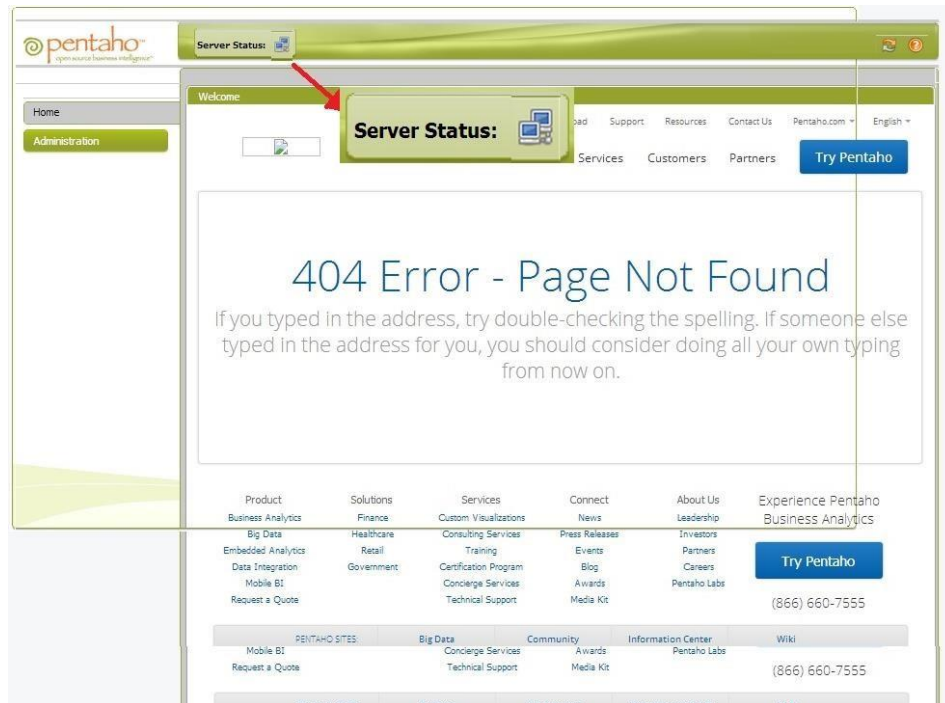 pentaho™
open source business intelligence™
Server Status:
Home
Administration
Welcome
Server Status:
Support Resources Contact Us Pentaho.com English
Services Customers Partners Try Pentaho
404 Error - Page Not Found
If you typed in the address, try double-checking the spelling. If someone else
typed in the address for you, you should consider doing all your own typing
from now on.
Product Solutions Services Connect About Us Experience Pentaho
Business Analytics Finance Custom Visualizations News Leadership Business Analytics
Big Data Healthcare Consulting Services Press Releases Investors
Embedded Analytics Retail Training Events Partners Try Pentaho
Data Integration Government Certification Program Blog Careers
Mobile BI Concierge Services Awards Pentaho Labs
Request a Quote Technical Support Media Kit (866) 660-7555
PENTAHO SITES: Big Data Community Information Center Wiki
Mobile BI Concierge Services Awards Pentaho Labs
Request a Quote Technical Support Media Kit (866) 660-7555